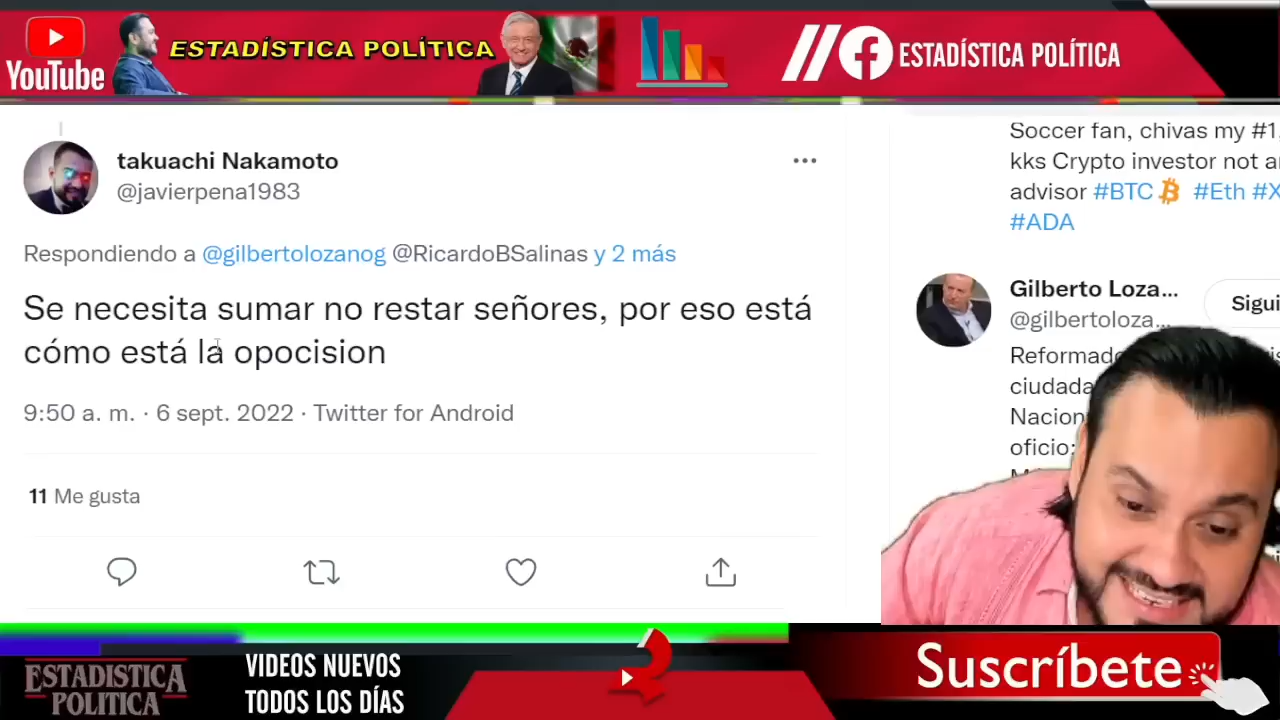 YouTube
ESTADÍSTICA POLÍTICA
ESTADÍSTICA POLÍTICA
takuachi Nakamoto
@javierpena1983
Respondiendo a @gilbertolozanog @RicardoBSalinas y 2 más
Se necesita sumar no restar señores, por eso está
cómo está la opocision
9:50 a. m. · 6 sept. 2022 · Twitter for Android
11 Me gusta
Soccer fan, chivas my #1,
kks Crypto investor not
advisor #BTC #Eth
#ADA
Gilberto Loza...
Sigui
@gilbertoloza...
oficio:
ESTADISTICA
POLÍTICA
VIDEOS NUEVOS
TODOS LOS DÍAS
Suscríbete